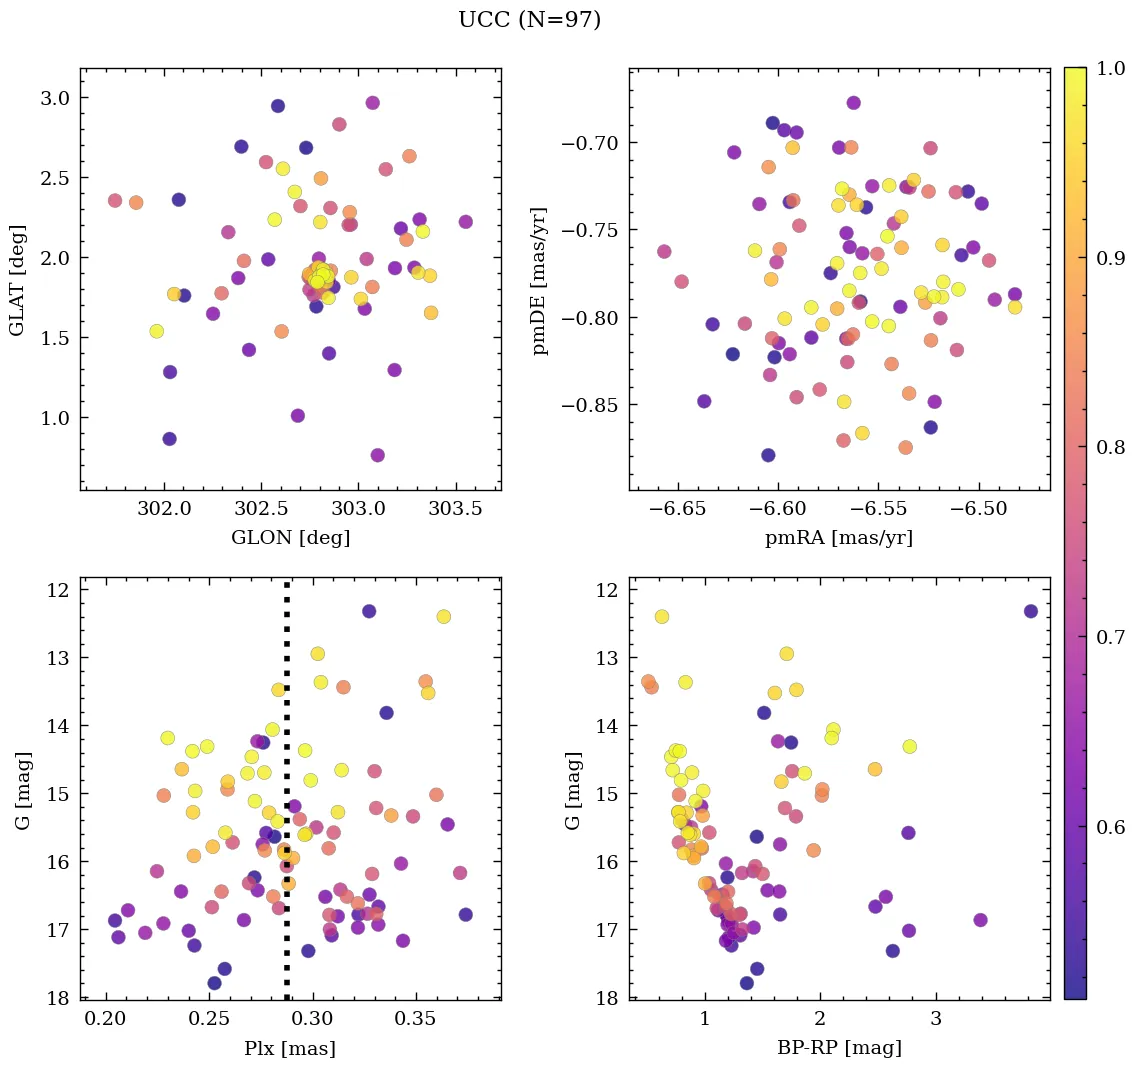 UCC (N=97)
3.0
2.5
2.0
1.5
1.0
GLAT [deg]
302.0 302.5 303.0 303.5
GLON [deg]
−0.70
−0.75
−0.80
−0.85
pmDE [mas/yr]
−6.65 −6.60 −6.55 −6.50
pmRA [mas/yr]
1.0
0.9
0.8
0.7
0.6
12
13
14
15
16
17
18
G [mag]
0.20 0.25 0.30 0.35
Plx [mas]
12
13
14
15
16
17
18
G [mag]
1 2 3
BP-RP [mag]